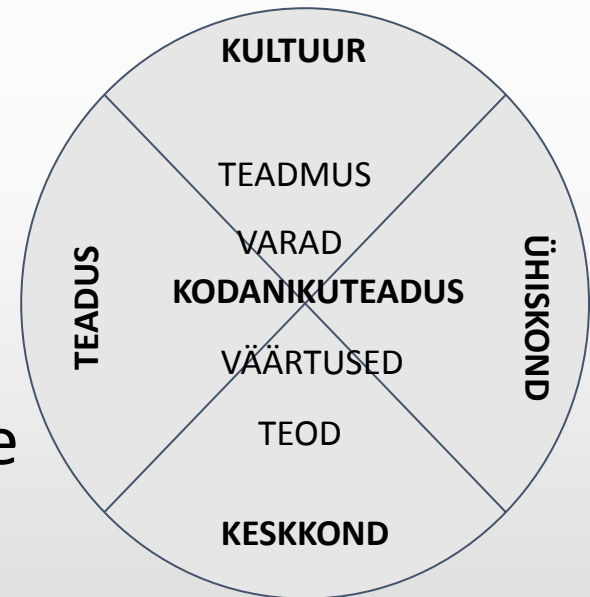 KULTUUR
TEADMUS
VARAD
TEADUS
KODANIKUTEADUS
ÜHISKOND
VÄÄRTUSED
e
TEOD
KESKKOND